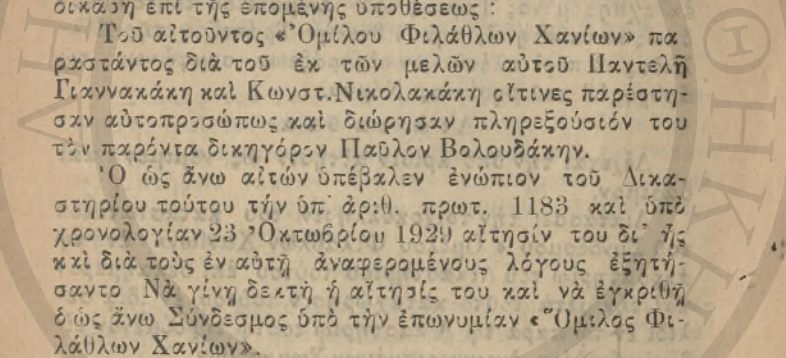 δικάσῃ ἐπὶ τῆς ἑπομένης ὑποθέσεως :
Τοῦ αἰτοῦντος «Ὁμίλου Φιλάθλων Χανίων» πα
ραστάντος διὰ τοῦ ἐκ τῶν μελῶν αὐτοῦ Παντελῆ
Γιαννακάκη καὶ Κωνστ.Νικολακάκη οἵτινες παρέστη-
σαν αὐτοπροσώπως καὶ διώρησαν πληρεξούσιόν του
τὸν παρόντα δικηγόρον Παῦλον Βολουδάκην.
Ὁ ὡς ἄνω αἰτῶν ὑπέβαλεν ἐνώπιον τοῦ Δικα-
στηρίου τούτου τὴν ὑπ᾽ ἀριθ. πρωτ. 1183 καὶ ὑπὸ
χρονολογίαν 23 Ὀκτωβρίου 1929 αἴτησίν του δι᾽ ἧς
καὶ διὰ τοὺς ἐν αὐτῇ ἀναφερομένους λόγους ἐξητή-
σαντο Νὰ γίνῃ δεκτὴ ἡ αἴτησίς του καὶ νὰ ἐγκριθῇ
ὁ ὡς ἄνω Σύνδεσμος ὑπὸ τὴν ἐπωνυμίαν «Ὅμιλος Φι-
λάθλων Χανίων».